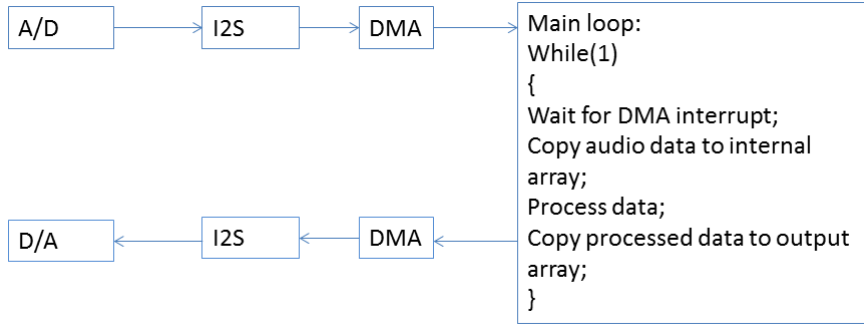 A/D
I2S
DMA
Main loop:
While(1)
{
Wait for DMA interrupt;
Copy audio data to internal
array;
Process data;
Copy processed data to output
array;
}
D/A
I2S
DMA